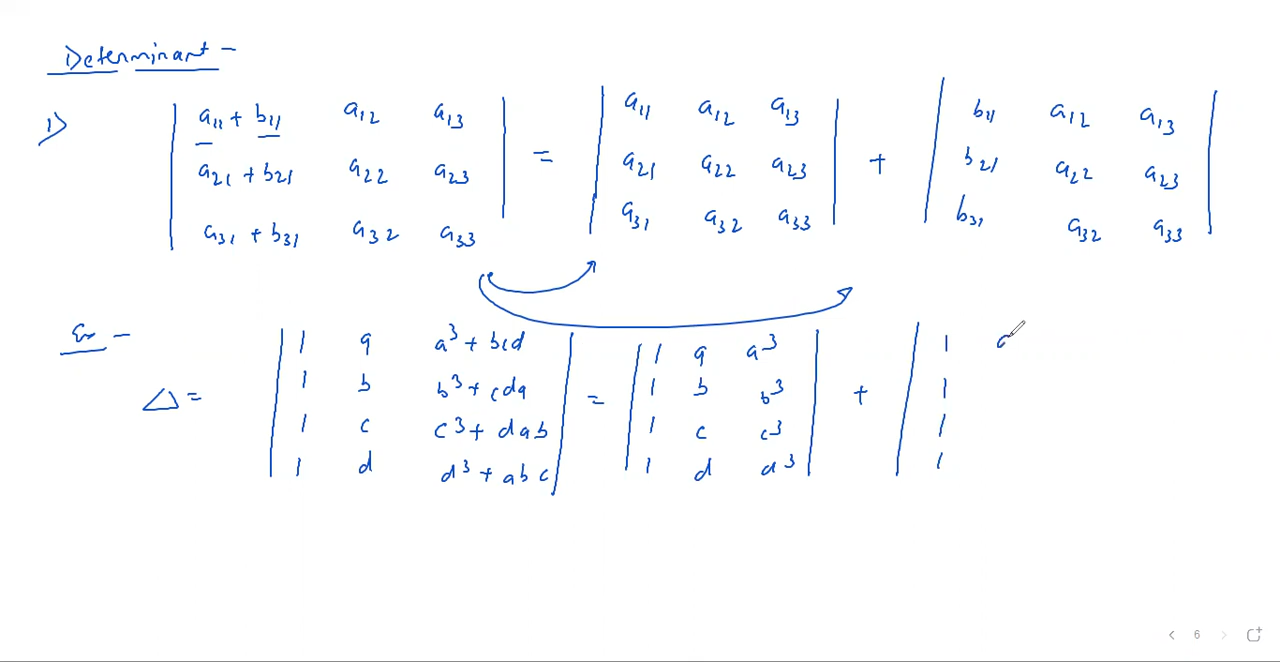 Determinant -
1) | a11 + b11 a12 a13 | = | a11 a12 a13 | + | b11 a12 a13 |
| a21 + b21 a22 a23 | | a21 a22 a23 | | b21 a22 a23 |
| a31 + b31 a32 a33 | | a31 a32 a33 | | b31 a32 a33 |
Ex - | 1 a a³ + bcd | | 1 a a³ | | 1 a
Δ = | 1 b b³ + cda | = | 1 b b³ | + | 1
| 1 c c³ + dab | | 1 c c³ | | 1
| 1 d d³ + abc | | 1 d d³ | | 1
< 6 >